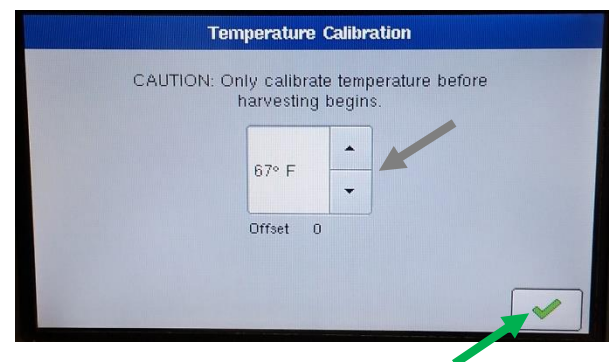 Temperature Calibration
CAUTION: Only calibrate temperature before
harvesting begins.
67° F
Offset 0